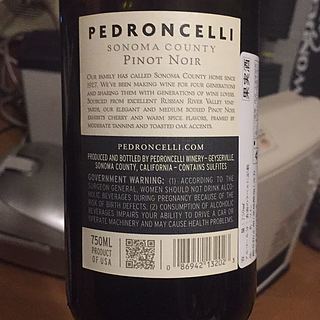 PEDRONCELLI
SONOMA COUNTY
PINOT NOIR
OUR FAMILY HAS CALLED SONOMA COUNTY HOME SINCE
1927. WE'VE BEEN MAKING WINE FOR FOUR GENERATIONS
AND SHARING THEM WITH GENERATIONS OF WINE LOVERS.
SOURCED FROM EXCELLENT RUSSIAN RIVER VALLEY VINE
YARDS, OUR ELEGANT AND MEDIUM BODIED PINOT NOIR
EXHIBITS CHERRY AND WARM SPICE FLAVORS, FRAMED BY
MODERATE TANNINS AND TOASTED OAK ACCENTS.
PEDRONCELLI.COM
PRODUCED AND BOTTLED BY PEDRONCELLI WINERY - GEYSERVILLE,
SONOMA COUNTY, CALIFORNIA - CONTAINS SULFITES
GOVERNMENT WARNING: (1) ACCORDING TO THE
SURGEON GENERAL, WOMEN SHOULD NOT DRINK ALCO-
HOLIC BEVERAGES DURING PREGNANCY BECAUSE OF THE
RISK OF BIRTH DEFECTS. (2) CONSUMPTION OF ALCOHOLIC
BEVERAGES IMPAIRS YOUR ABILITY TO DRIVE A CAR OR
OPERATE MACHINERY AND MAY CAUSE HEALTH PROBLEMS.
750ML
PRODUCT
OF USA
0 86942 13204 3
果実酒